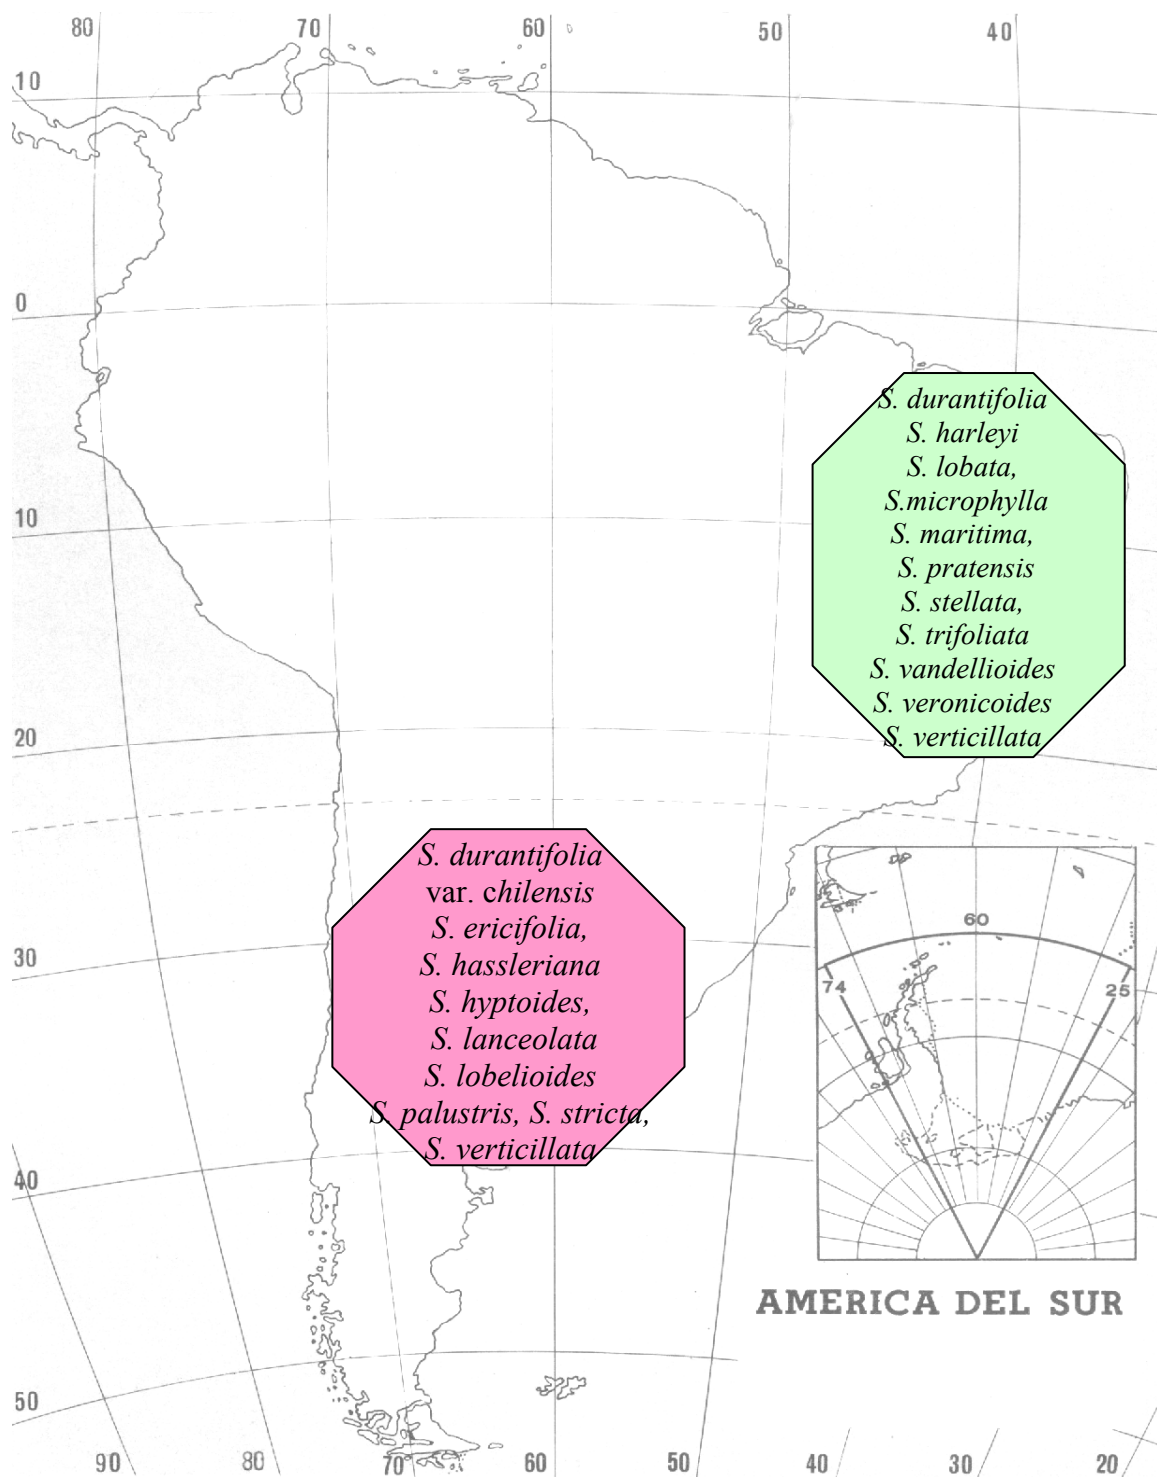 80 70 60 50 40
10
0
S. durantifolia
S. harleyi
S. lobata,
S.microphylla
S. maritima,
S. pratensis
S. stellata,
S. trifoliata
S. vandellioides
S. veronicoides
S. verticillata
10
20
S. durantifolia
var. chilensis
S. ericifolia,
S. hassleriana
S. hyptoides,
S. lanceolata
S. lobelioides
S. palustris, S. stricta,
S. verticillata
30
40
50
60
74
25
AMERICA DEL SUR
90 80 70 60 50 40 30 20